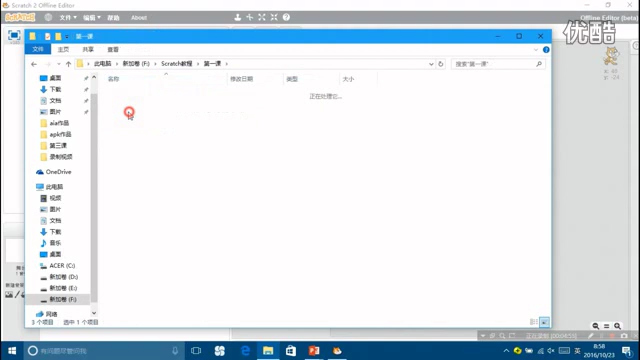 Scratch 2 Offline Editor
文件 编辑 帮助 About
Offline Editor
优酷
第一课
文件 主页 共享 查看
此电脑 新加卷 (F:) Scratch教程 第一课
搜索"第一课"
名称 修改日期 类型 大小
正在处理它...
桌面
下载
文档
图片
aia作品
apk作品
第三课
录制视频
OneDrive
此电脑
视频
图片
文档
下载
音乐
桌面
ACER (C:)
新加卷 (D:)
新加卷 (E:)
新加卷 (F:)
网络
3 个项目 选中 1 个项目
英
8:58
2016/10/23